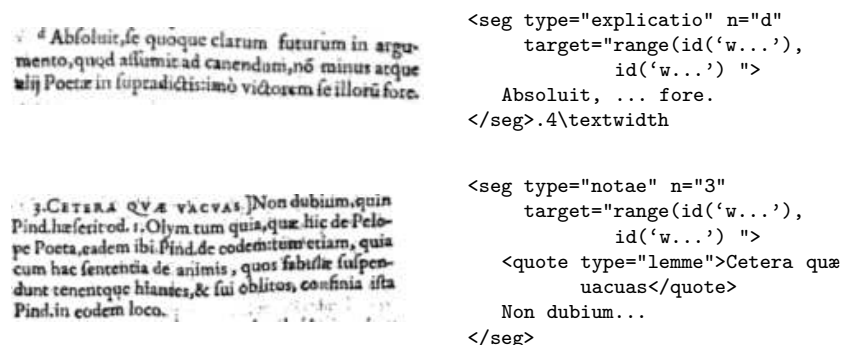 d Absoluit,se quoque clarum futurum in argu-
mento,quod assumit ad canendum,nō minus atque
alij Poetæ in supradictis:imò victorem se illorū fore.
<seg type="explicatio" n="d"
target="range(id(‘w...’),
id(‘w...’) ">
Absoluit, ... fore.
</seg>.4\textwidth
3.CETERA QVÆ VACVAS ]Non dubium,quin
Pind.hæserit od. 1.Olym tum quia,quæ hic de Pelo-
pe Poeta,eadem ibi Pind.de eodem:tum etiam, quia
cum hac sententia de animis , quos fabulæ suspen-
dunt tenentque hiantes,& sui oblitos, confinia ista
Pind.in eodem loco.
<seg type="notae" n="3"
target="range(id(‘w...’),
id(‘w...’) ">
<quote type="lemme">Cetera quæ
uacuas</quote>
Non dubium...
</seg>